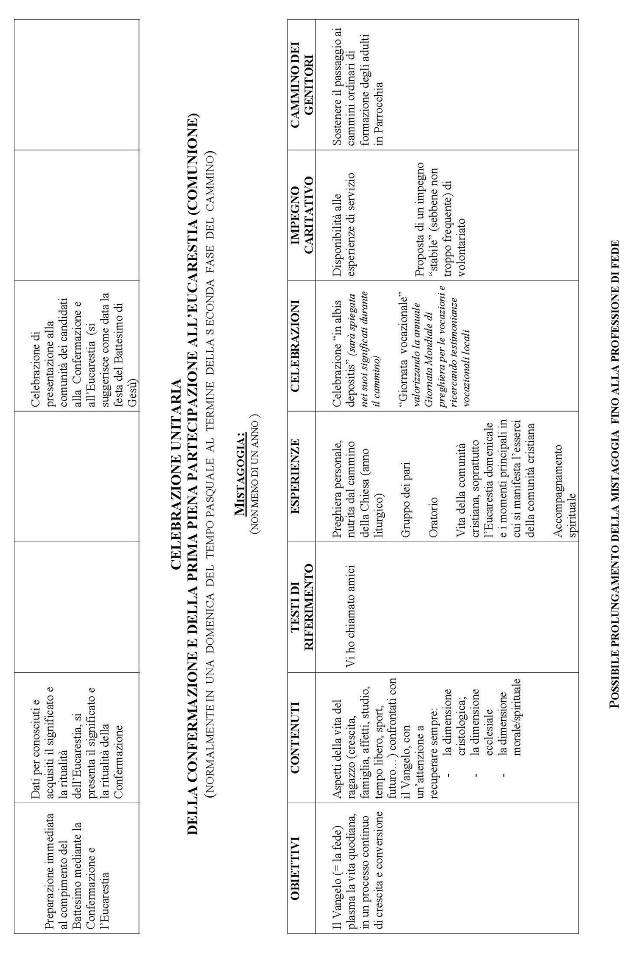 Preparazione immediata
al compimento del
Battesimo mediante la
Confermazione e
l'Eucarestia
Dati per conosciuti e
acquisiti il significato e
la ritualità
dell'Eucarestia, si
presenta il significato e
la ritualità della
Confermazione
Celebrazione di
presentazione alla
comunità dei candidati
alla Confermazione e
all'Eucarestia (si
suggerisce come data la
festa del Battesimo di
Gesù)
CELEBRAZIONE UNITARIA
DELLA CONFERMAZIONE E DELLA PRIMA PIENA PARTECIPAZIONE ALL'EUCARESTIA (COMUNIONE)
(NORMALMENTE IN UNA DOMENICA DEL TEMPO PASQUALE AL TERMINE DELLA SECONDA FASE DEL CAMMINO)
MISTAGOGIA:
(NON MENO DI UN ANNO )
OBIETTIVI
CONTENUTI
TESTI DI
RIFERIMENTO
ESPERIENZE
CELEBRAZIONI
IMPEGNO
CARITATIVO
CAMMINO DEI
GENITORI
Il Vangelo (= la fede)
plasma la vita quodiana,
in un processo continuo
di crescita e conversione
Aspetti della vita del
ragazzo (crescita,
famiglia, affetti, studio,
tempo libero, sport,
futuro…) confrontati con
il Vangelo, con
un'attenzione a
recuperare sempre:
- la dimensione
cristologica;
- la dimensione
ecclesiale
- la dimensione
morale/spirituale
Vi ho chiamato amici
Preghiera personale,
nutrita dal cammino
della Chiesa (anno
liturgico)
Gruppo dei pari
Oratorio
Vita della comunità
cristiana, soprattutto
l'Eucarestia domenicale
e i momenti principali in
cui si manifesta l'esserci
della comunità cristiana
Accompagnamento
spirituale
Celebrazione "in albis
deposituts" (sarà spiegata
nei suoi significati durante
il cammino)
"Giornata vocazionale"
valorizzando la annuale
Giornata Mondiale di
preghiera per le vocazioni e
ricercando testimonianze
vocazionali locali
Disponibilità alle
esperienze di servizio
Proposta di un impegno
"stabile" (sebbene non
troppo frequente) di
volontariato
Sostenere il passaggio ai
cammini ordinari di
formazione degli adulti
in Parrocchia
POSSIBILE PROLUNGAMENTO DELLA MISTAGOGIA FINO ALLA PROFESSIONE DI FEDE